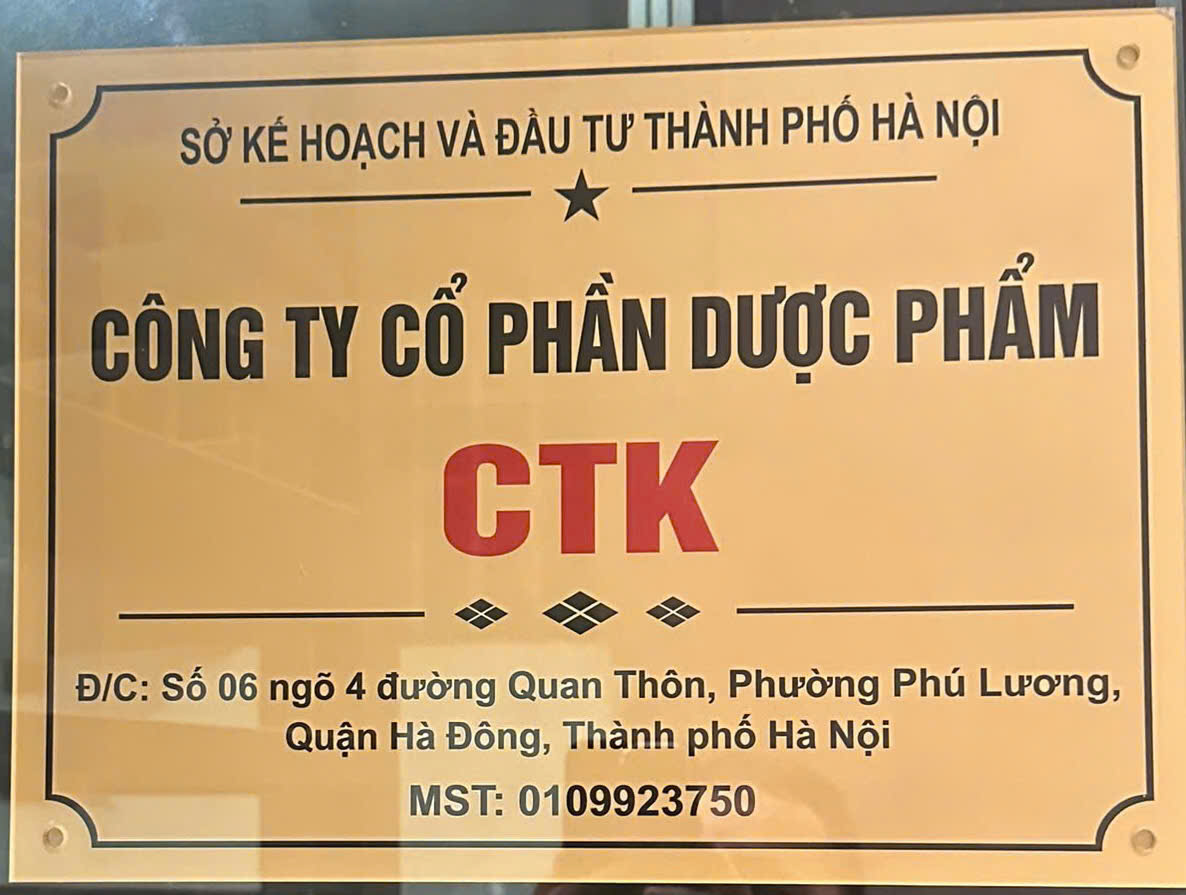 SỞ KẾ HOẠCH VÀ ĐẦU TƯ THÀNH PHỐ HÀ NỘI
CÔNG TY CỔ PHẦN DƯỢC PHẨM
CTK
Đ/C: Số 06 ngõ 4 đường Quan Thôn, Phường Phú Lương,
Quận Hà Đông, Thành phố Hà Nội
MST: 0109923750